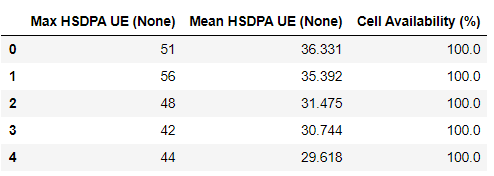 Max HSDPA UE (None) Mean HSDPA UE (None) Cell Availability (%)
0 51 36.331 100.0
1 56 35.392 100.0
2 48 31.475 100.0
3 42 30.744 100.0
4 44 29.618 100.0